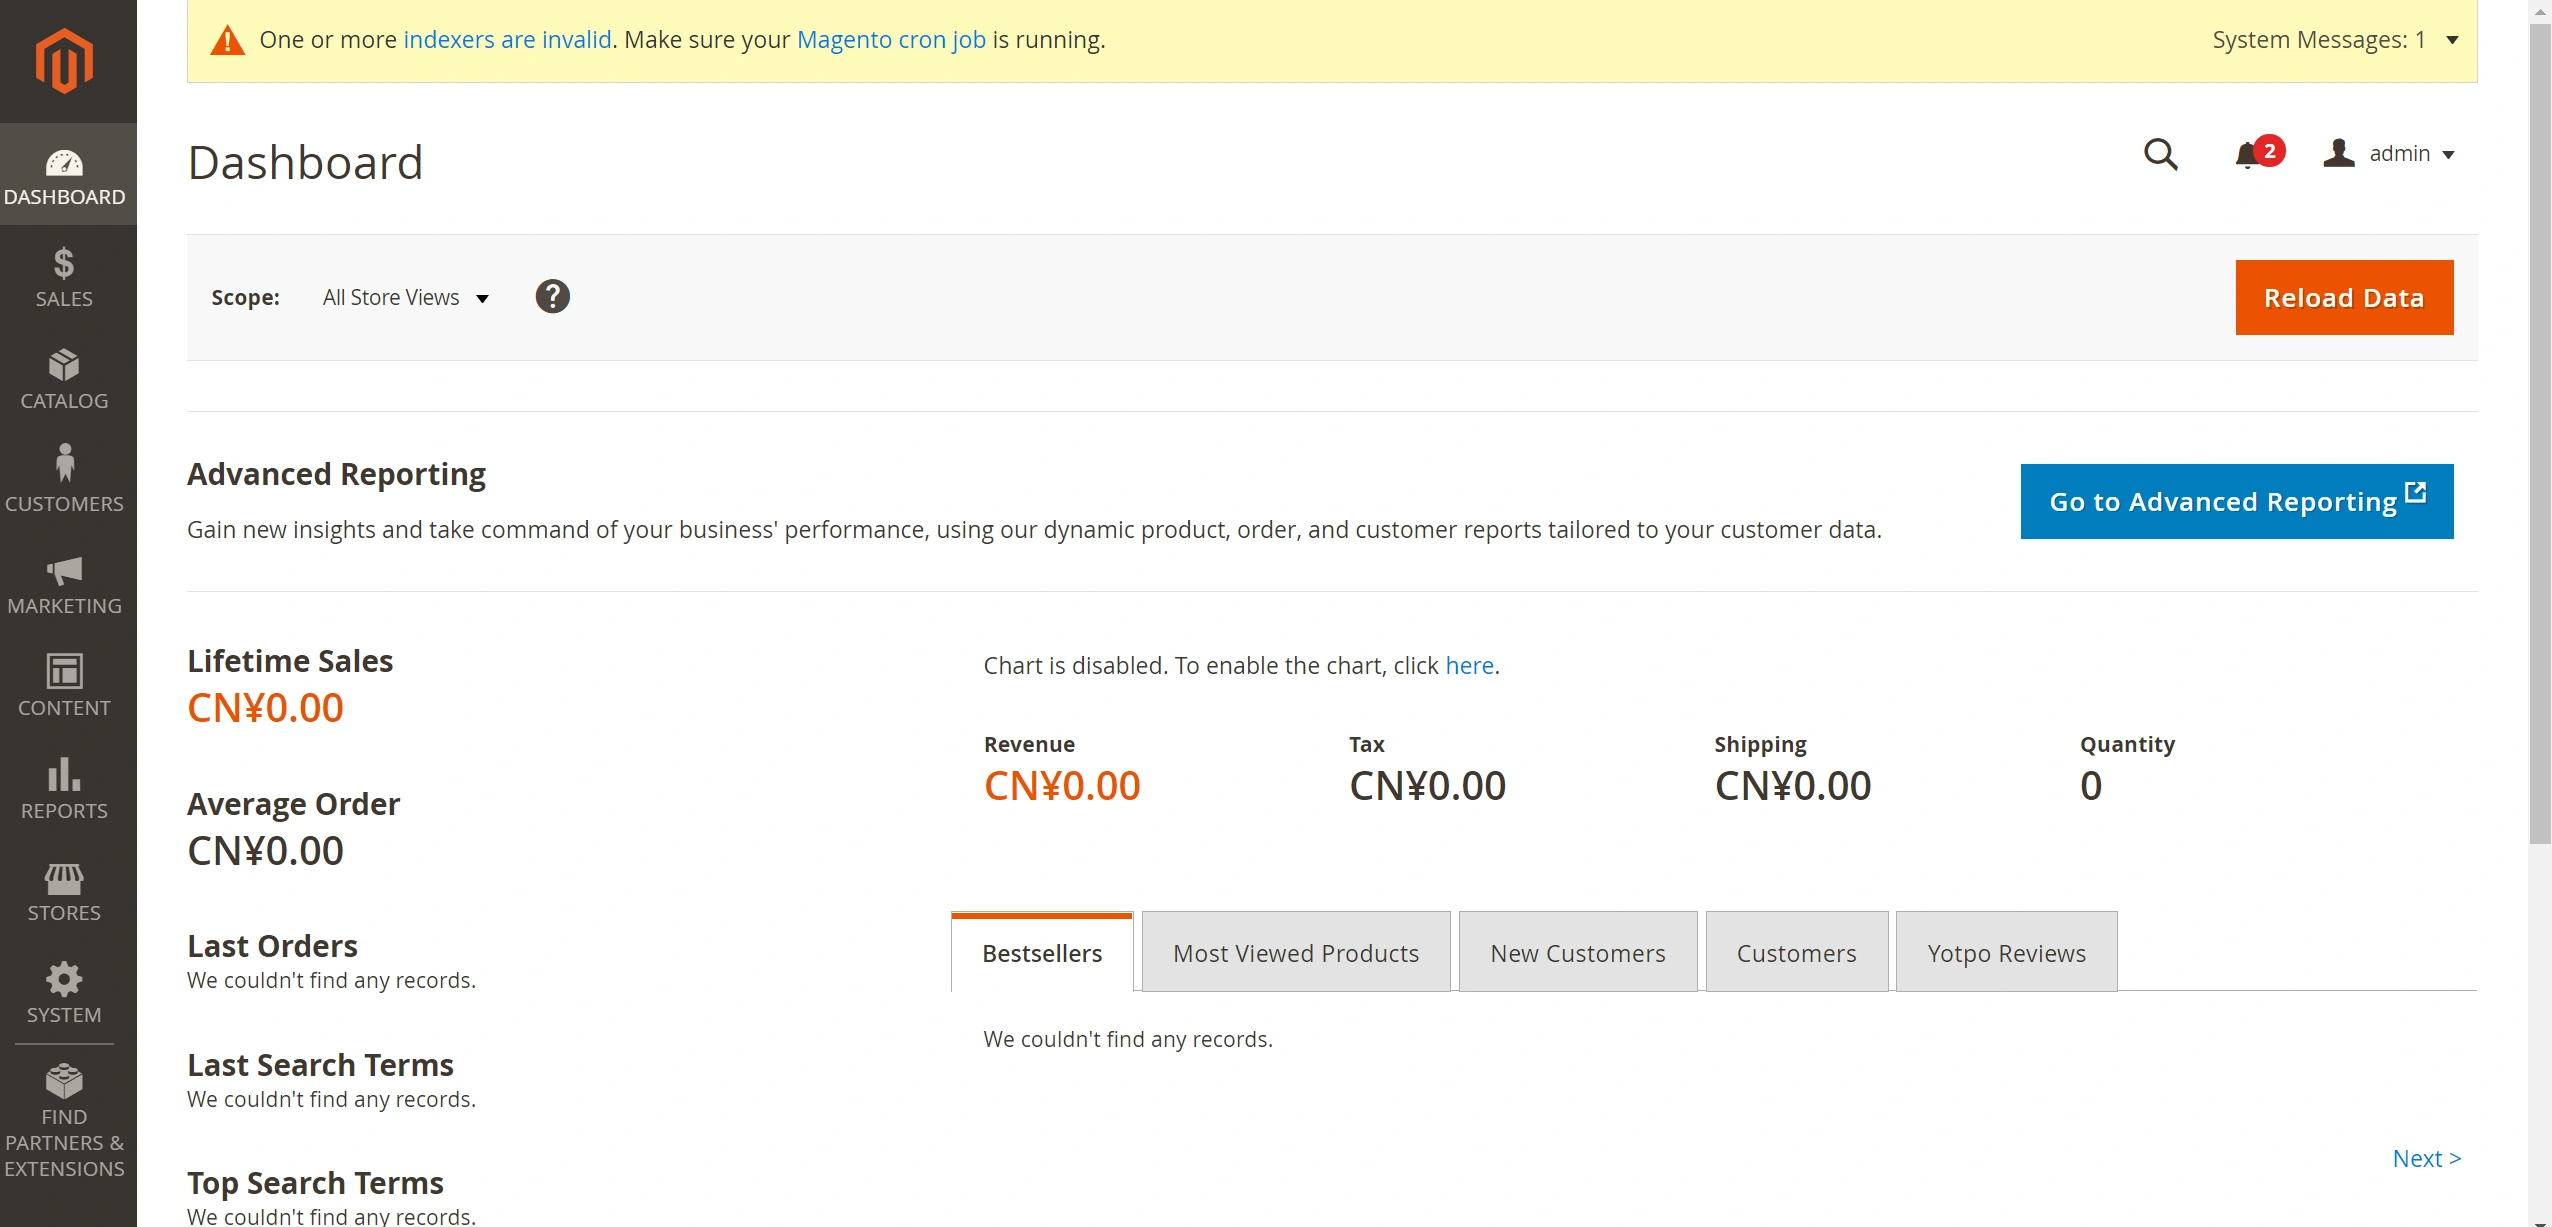 One or more indexers are invalid. Make sure your Magento cron job is running.
System Messages: 1
Dashboard
2
admin
DASHBOARD
SALES
CATALOG
CUSTOMERS
MARKETING
CONTENT
REPORTS
STORES
SYSTEM
FIND
PARTNERS &
EXTENSIONS
Scope:
All Store Views
?
Reload Data
Advanced Reporting
Gain new insights and take command of your business' performance, using our dynamic product, order, and customer reports tailored to your customer data.
Go to Advanced Reporting
Lifetime Sales
CN¥0.00
Average Order
CN¥0.00
Last Orders
We couldn't find any records.
Last Search Terms
We couldn't find any records.
Top Search Terms
We couldn't find any records.
Chart is disabled. To enable the chart, click here.
Revenue
CN¥0.00
Tax
CN¥0.00
Shipping
CN¥0.00
Quantity
0
Bestsellers
Most Viewed Products
New Customers
Customers
Yotpo Reviews
We couldn't find any records.
Next >